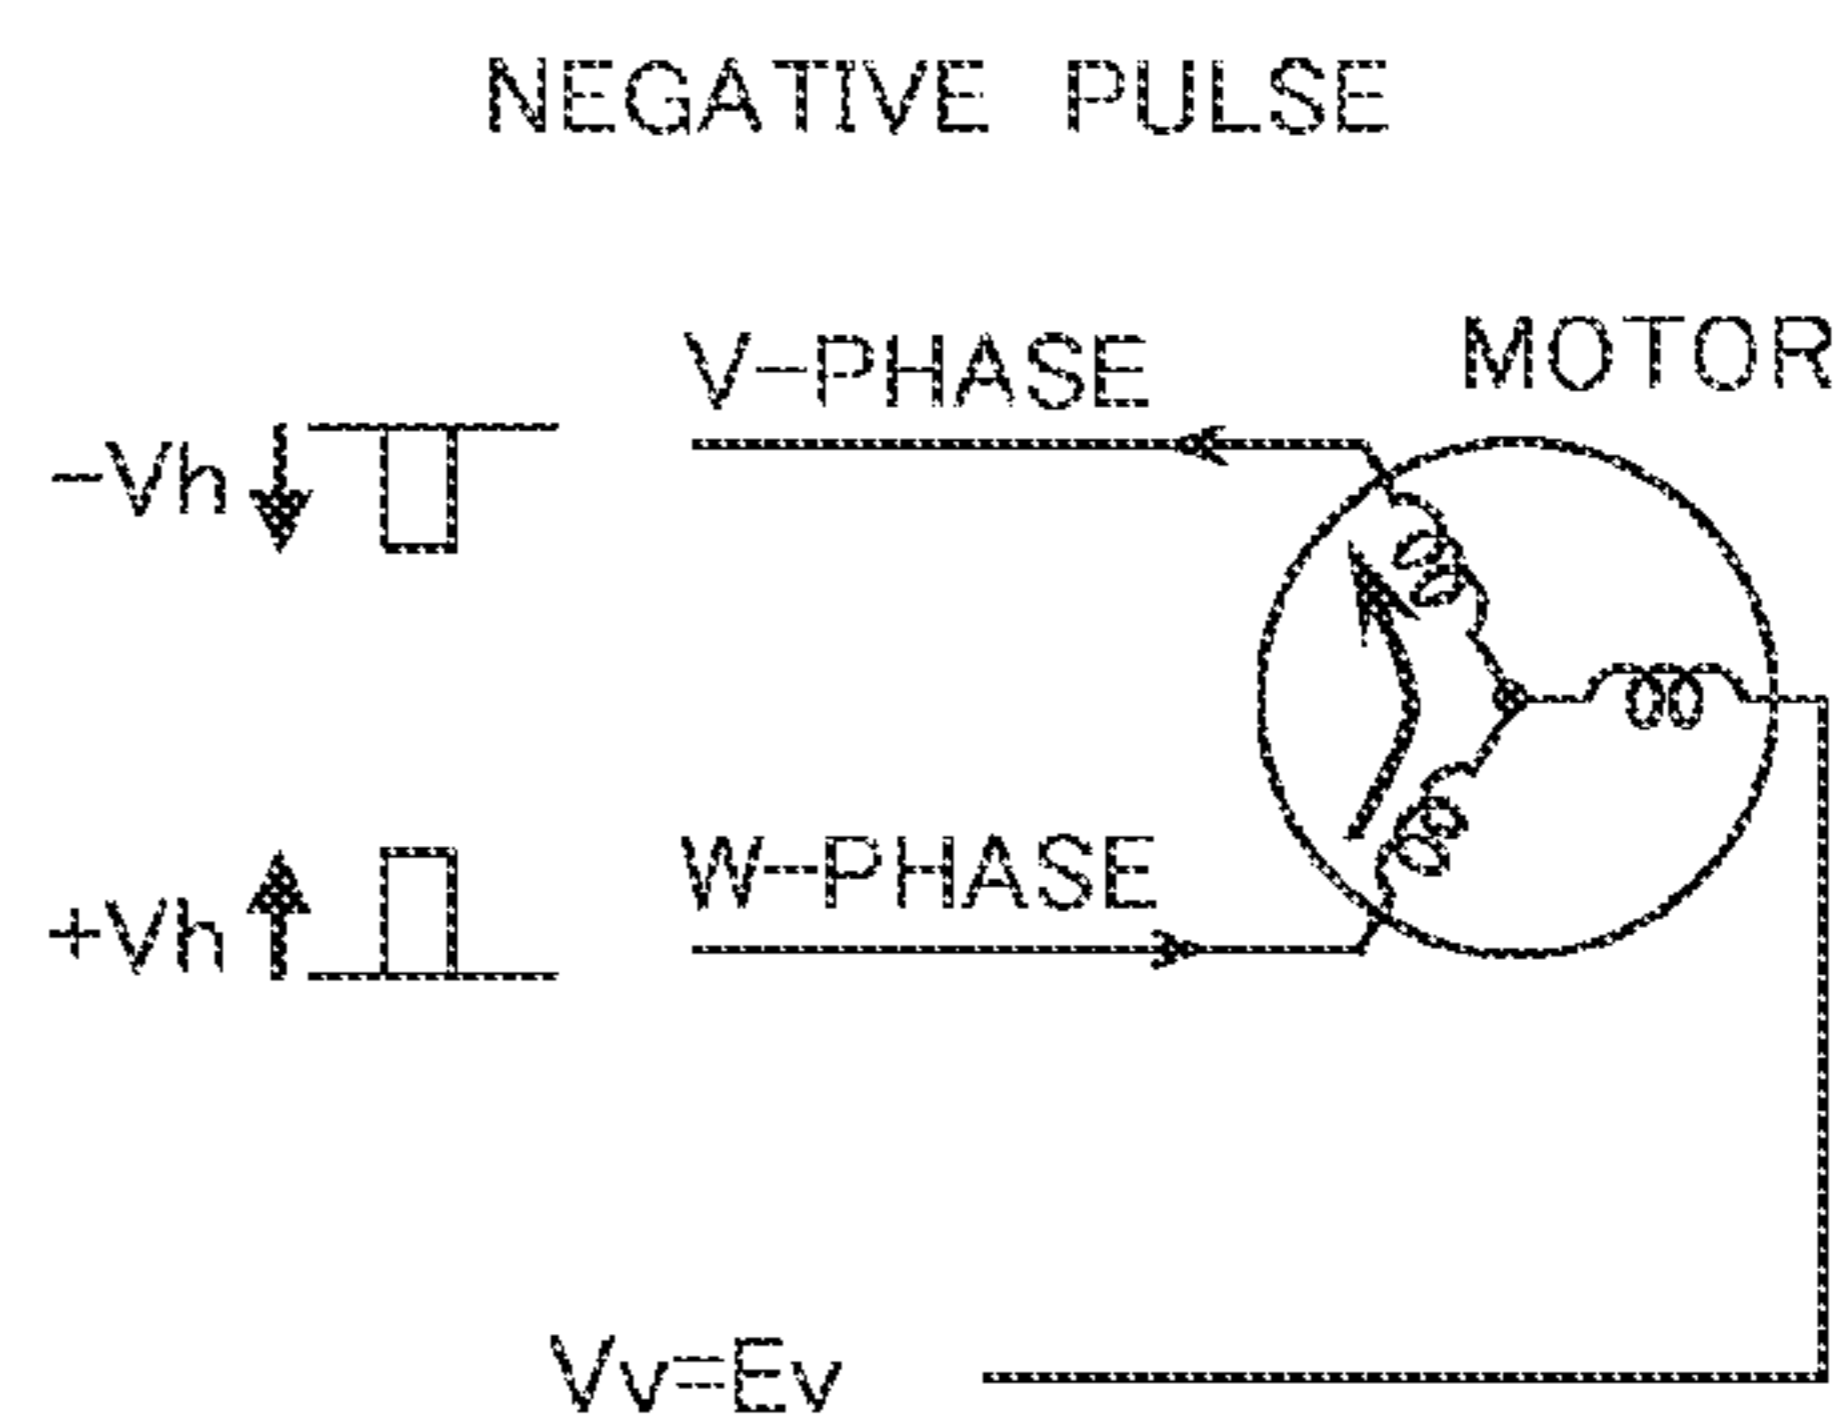 NEGATIVE PULSE
V-PHASE
MOTOR
-Vh
W-PHASE
+Vh
Vv=Ev